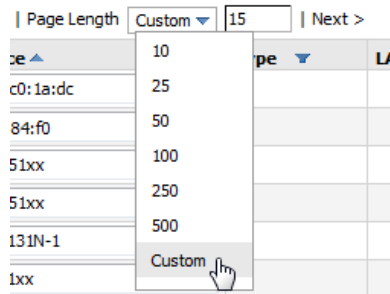 | Page Length Custom 15 | Next >
ce pe LA
10
c0:1a:dc
25
84:f0
50
51xx
100
51xx
250
131N-1
500
1xx
Custom